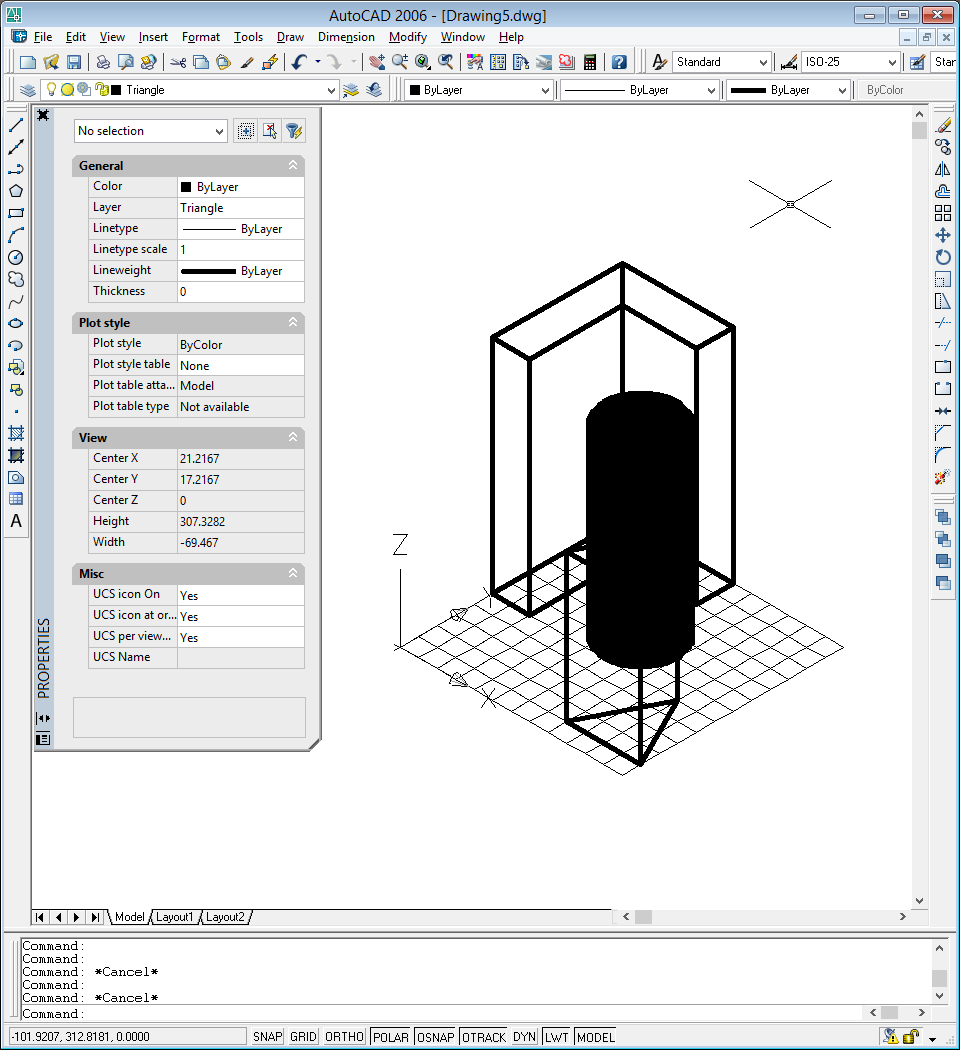 AutoCAD 2006 - [Drawing5.dwg]
File Edit View Insert Format Tools Draw Dimension Modify Window Help
Standard ISO-25 Star
Triangle ByLayer ByLayer ByLayer ByColor
No selection
General
Color ByLayer
Layer Triangle
Linetype ByLayer
Linetype scale 1
Lineweight ByLayer
Thickness 0
Plot style
Plot style ByColor
Plot style table None
Plot table atta... Model
Plot table type Not available
View
Center X 21.2167
Center Y 17.2167
Center Z 0
Height 307.3282
Width -69.467
Misc
UCS icon On Yes
UCS icon at or... Yes
UCS per view... Yes
UCS Name
PROPERTIES
Z
Y
X
A
Model Layout1 Layout2
Command:
Command:
Command: *Cancel*
Command:
Command: *Cancel*
Command:
-101.9207, 312.8181, 0.0000 SNAP GRID ORTHO POLAR OSNAP OTRACK DYN LWT MODEL